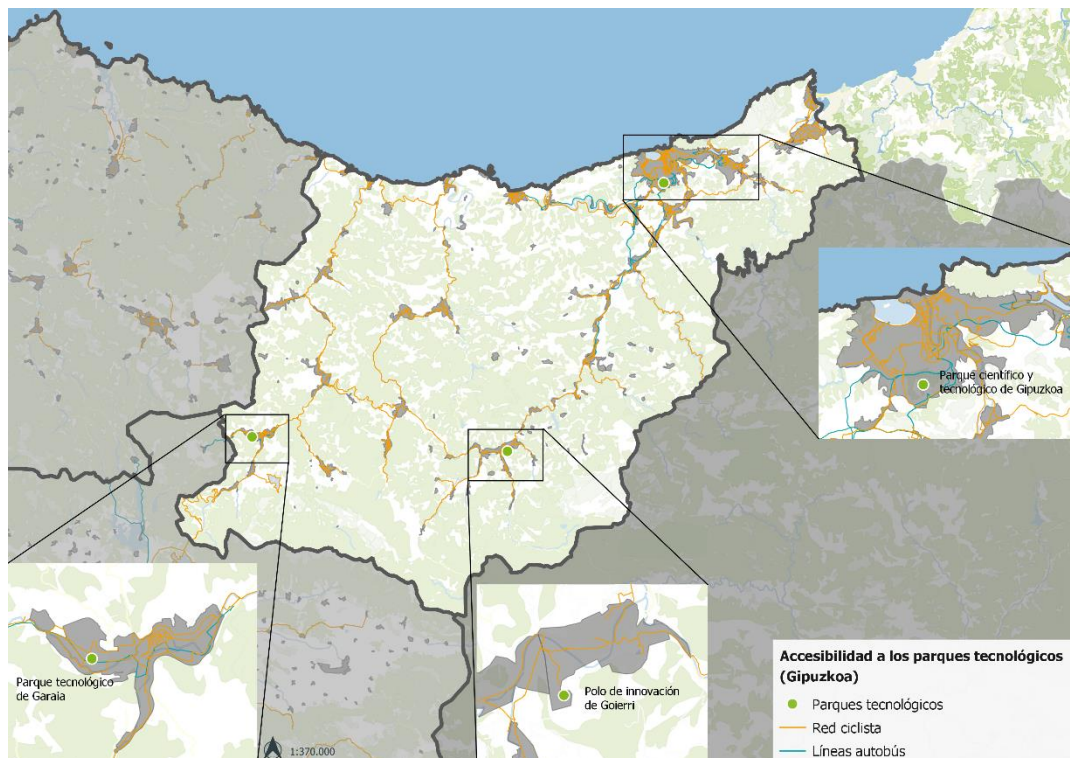 Parque científico y
tecnológico de Gipuzkoa
Parque tecnológico
de Garaia
Polo de innovación
de Goierri
1:370.000
Accesibilidad a los parques tecnológicos
(Gipuzkoa)
Parques tecnológicos
Red ciclista
Líneas autobús